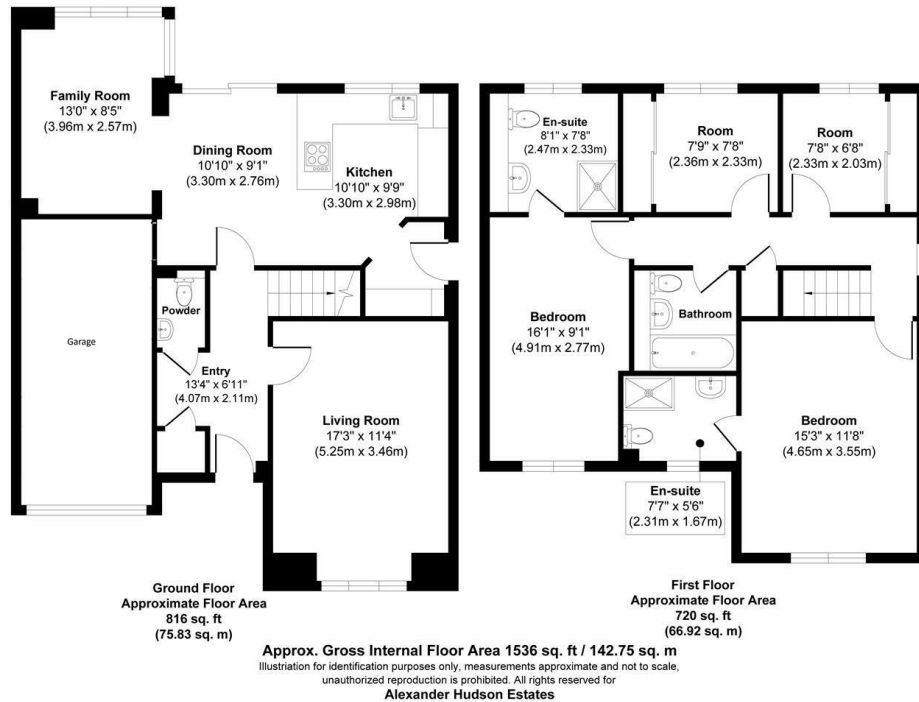 Family Room
13'0" x 8'5"
(3.96m x 2.57m)
Dining Room
10'10" x 9'1"
(3.30m x 2.76m)
Kitchen
10'10" x 9'9"
(3.30m x 2.98m)
Garage
Powder
Entry
13'4" x 6'11"
(4.07m x 2.11m)
Living Room
17'3" x 11'4"
(5.25m x 3.46m)
Ground Floor
Approximate Floor Area
816 sq. ft
(75.83 sq. m)
En-suite
8'1" x 7'8"
(2.47m x 2.33m)
Room
7'9" x 7'8"
(2.36m x 2.33m)
Room
7'8" x 6'8"
(2.33m x 2.03m)
Bedroom
16'1" x 9'1"
(4.91m x 2.77m)
Bathroom
Bedroom
15'3" x 11'8"
(4.65m x 3.55m)
En-suite
7'7" x 5'6"
(2.31m x 1.67m)
First Floor
Approximate Floor Area
720 sq. ft
(66.92 sq. m)
Approx. Gross Internal Floor Area 1536 sq. ft / 142.75 sq. m
Illustration for identification purposes only, measurements approximate and not to scale,
unauthorized reproduction is prohibited. All rights reserved for
Alexander Hudson Estates